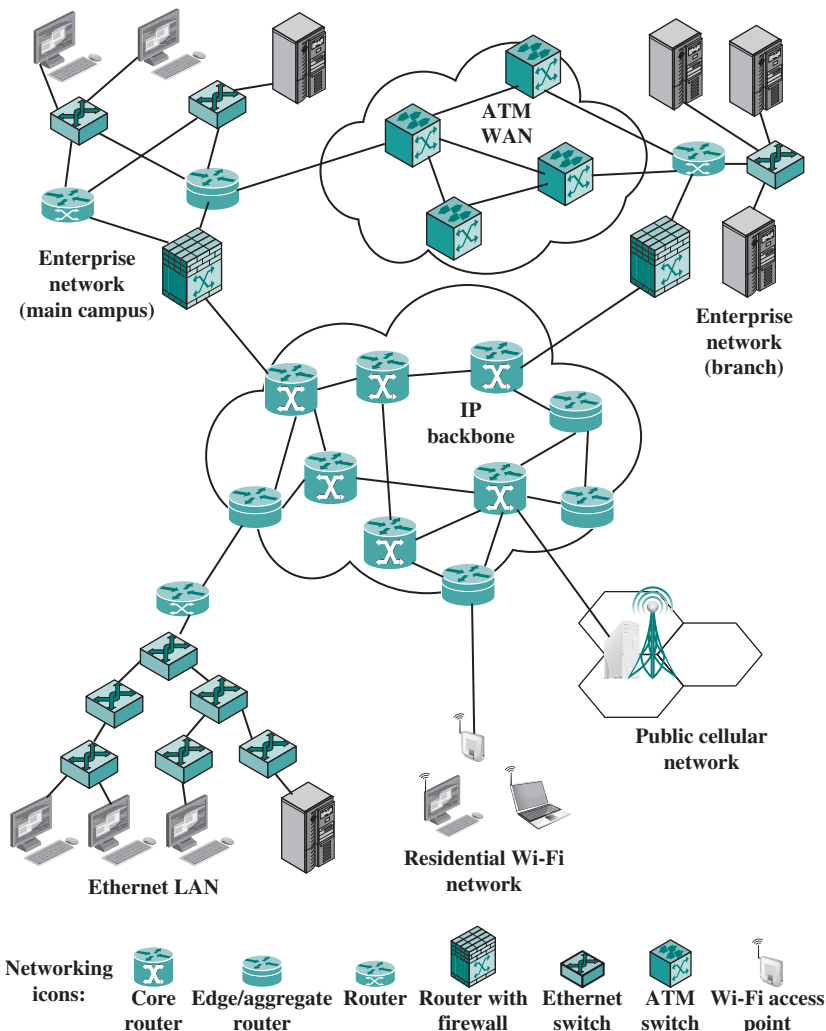 ATM
WAN
Enterprise
network
(main campus)
Enterprise
network
(branch)
IP
backbone
Public cellular
network
Residential Wi-Fi
network
Ethernet LAN
Networking
icons:
Core
router
Edge/aggregate
router
Router
Router with
firewall
Ethernet
switch
ATM
switch
Wi-Fi access
point